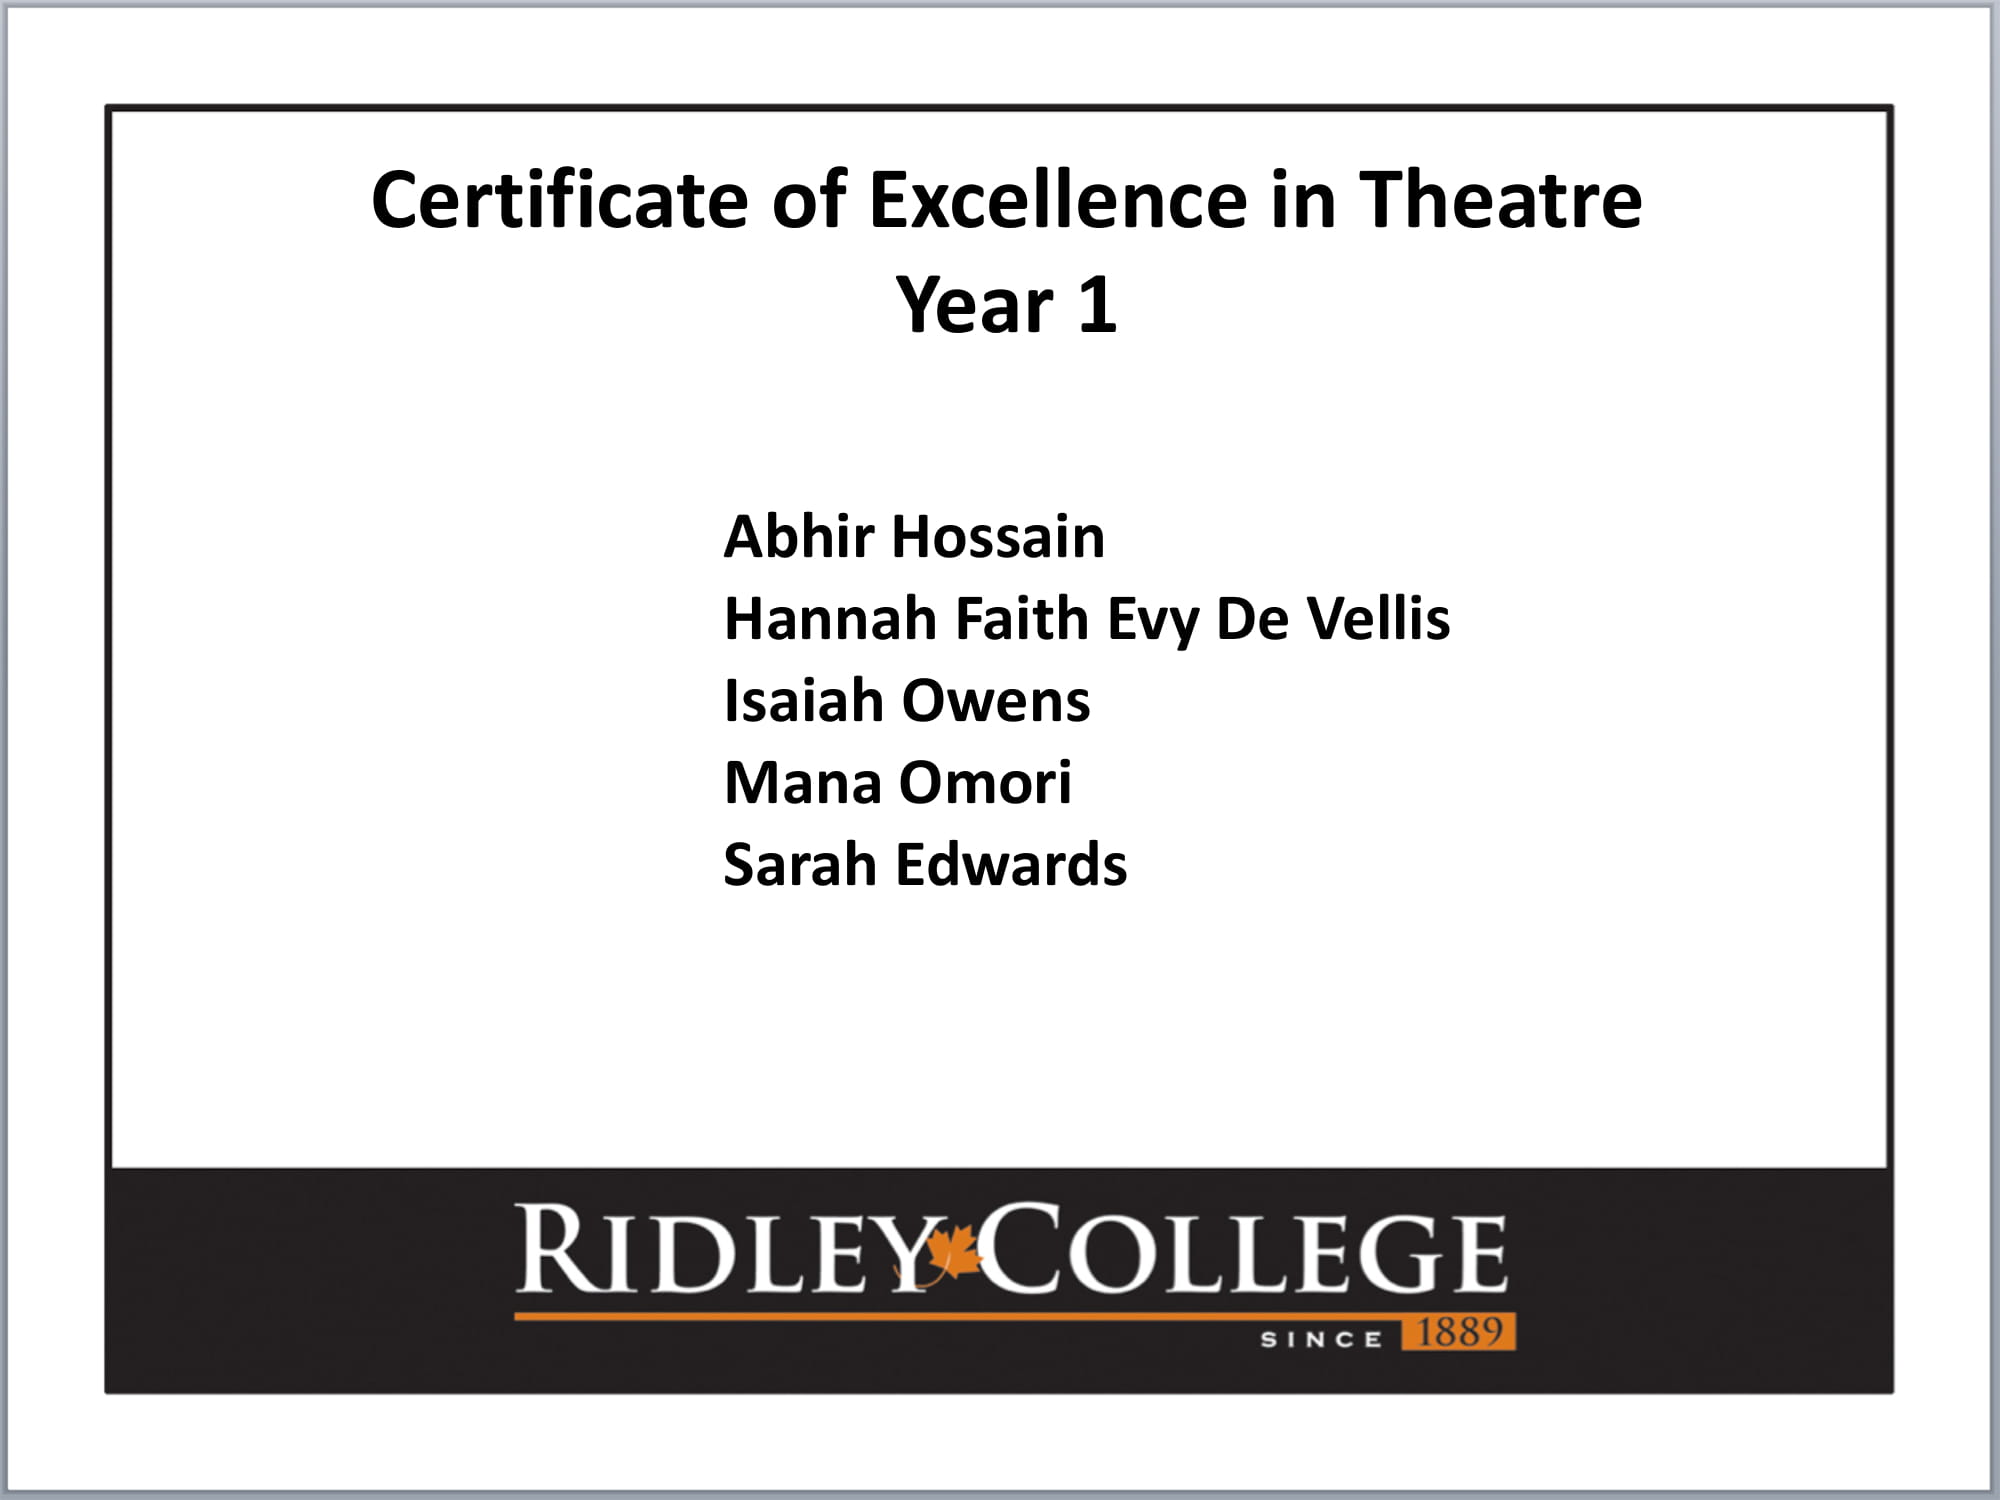 Certificate of Excellence in Theatre
Year 1
Abhir Hossain
Hannah Faith Evy De Vellis
Isaiah Owens
Mana Omori
Sarah Edwards
RIDLEY COLLEGE
SINCE 1889